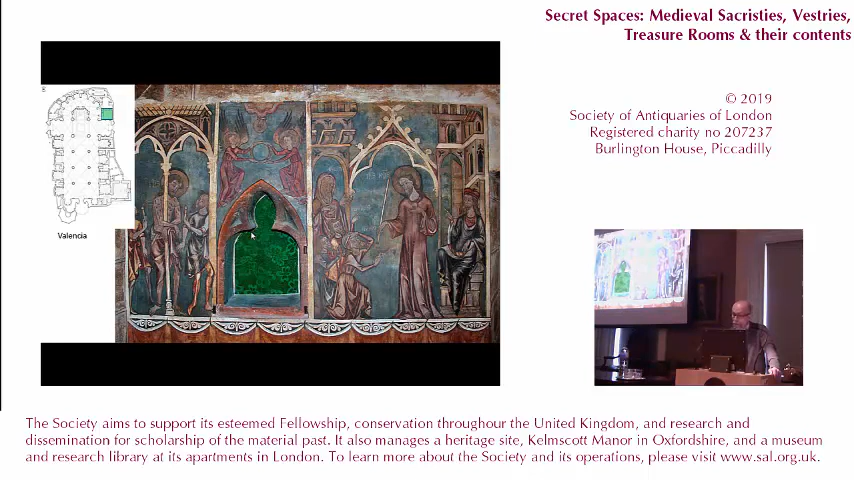 Secret Spaces: Medieval Sacristies, Vestries,
Treasure Rooms & their contents
© 2019
Society of Antiquaries of London
Registered charity no 207237
Burlington House, Piccadilly
Valencia
The Society aims to support its esteemed Fellowship, conservation throughour the United Kingdom, and research and
dissemination for scholarship of the material past. It also manages a heritage site, Kelmscott Manor in Oxfordshire, and a museum
and research library at its apartments in London. To learn more about the Society and its operations, please visit www.sal.org.uk.